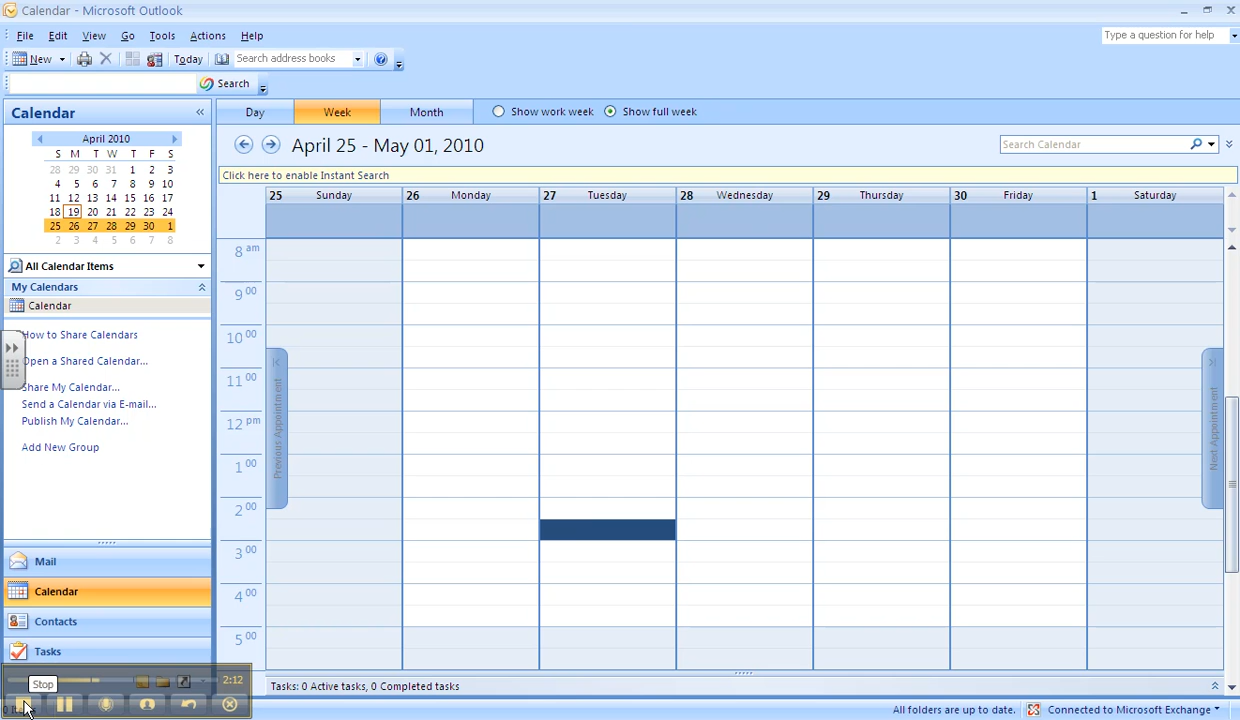 Calendar - Microsoft Outlook
File Edit View Go Tools Actions Help
Type a question for help
New Today Search address books
Search
Calendar
Day Week Month Show work week Show full week
April 2010
S M T W T F S
28 29 30 31 1 2 3
4 5 6 7 8 9 10
11 12 13 14 15 16 17
18 19 20 21 22 23 24
25 26 27 28 29 30 1
2 3 4 5 6 7 8
April 25 - May 01, 2010
Search Calendar
Click here to enable Instant Search
25 Sunday 26 Monday 27 Tuesday 28 Wednesday 29 Thursday 30 Friday 1 Saturday
8 am
9 00
10 00
11 00
12 pm
1 00
2 00
3 00
4 00
5 00
Previous Appointment
Next Appointment
All Calendar Items
My Calendars
Calendar
How to Share Calendars
Open a Shared Calendar...
Share My Calendar...
Send a Calendar via E-mail...
Publish My Calendar...
Add New Group
Mail
Calendar
Contacts
Tasks
Stop
2:12
Tasks: 0 Active tasks, 0 Completed tasks
All folders are up to date. Connected to Microsoft Exchange